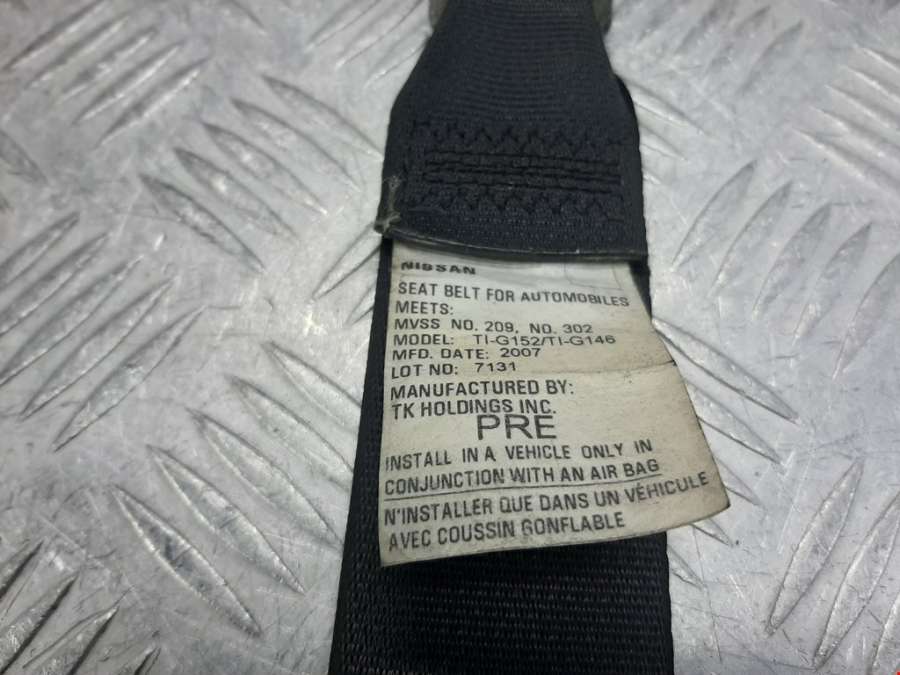 NISSAN
SEAT BELT FOR AUTOMOBILES
MEETS:
MVSS NO. 209, NO. 302
MODEL: TI-G152/TI-G146
MFD. DATE: 2007
LOT NO: 7131
MANUFACTURED BY:
TK HOLDINGS INC.
PRE
INSTALL IN A VEHICLE ONLY IN
CONJUNCTION WITH AN AIR BAG
N'INSTALLER QUE DANS UN VÉHICULE
AVEC COUSSIN GONFLABLE